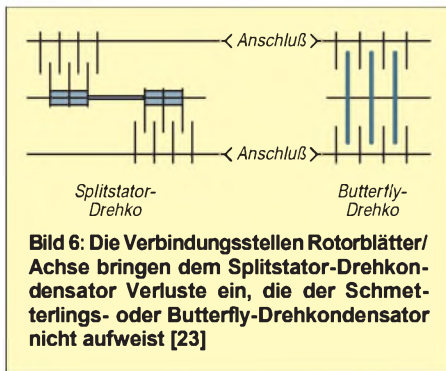 < Anschluß >
< Anschluß >
Splitstator-
Drehko
Butterfly-
Drehko
Bild 6: Die Verbindungsstellen Rotorblätter/
Achse bringen dem Splitstator-Drehkon-
densator Verluste ein, die der Schmet-
terlings- oder Butterfly-Drehkondensator
nicht aufweist [23]